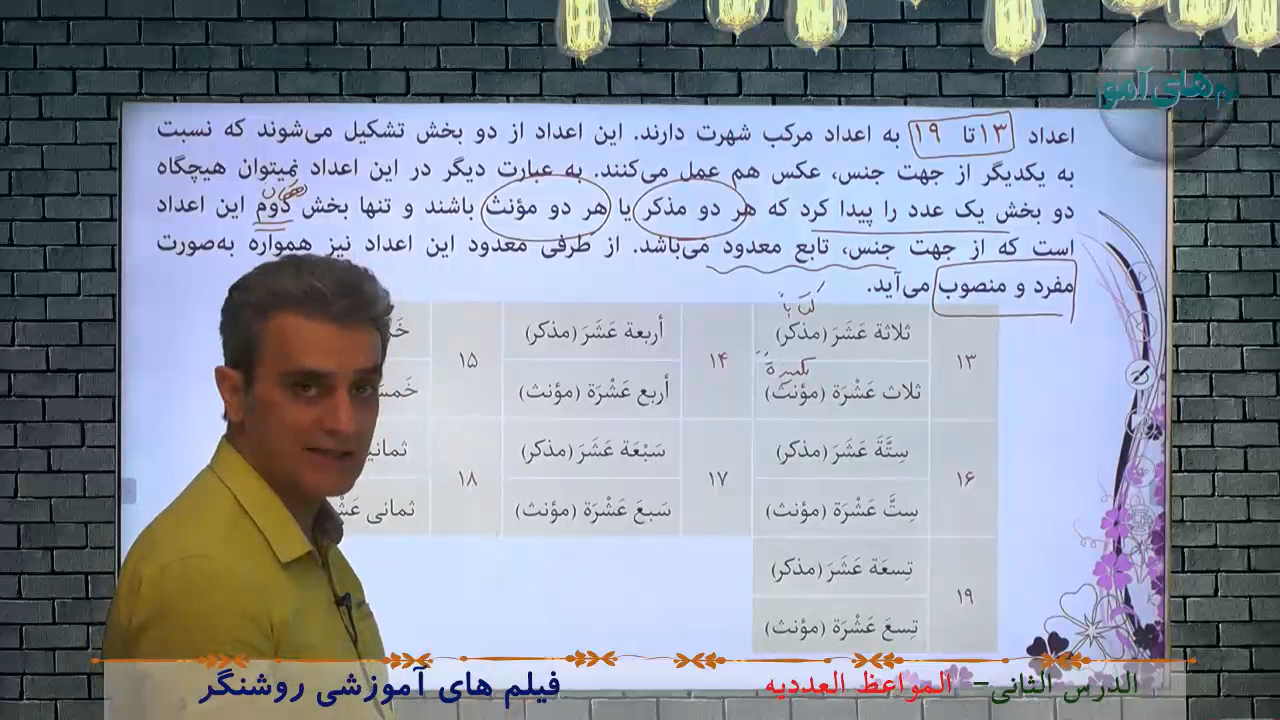 اعداد ۱۳ تا ۱۹ به اعداد مرکب شهرت دارند. این اعداد از دو بخش تشکیل می‌شوند که نسبت
به یکدیگر از جهت جنس، عکس هم عمل می‌کنند. به عبارت دیگر در این اعداد نمیتوان هیچگاه
دو بخش یک عدد را پیدا کرد که هر دو مذکر یا هر دو مؤنث باشند و تنها بخش دوم این اعداد
است که از جهت جنس، تابع معدود می‌باشد. از طرفی معدود این اعداد نیز همواره به‌صورت
مفرد و منصوب می‌آید.
۱۳
ثلاثة عَشَرَ (مذکر)
ثلاث عَشْرَة (مؤنث)
۱۴
أربعة عَشَرَ (مذکر)
أربع عَشْرَة (مؤنث)
۱۵
۱۶
سِتَّةَ عَشَرَ (مذکر)
سِتَّ عَشْرَة (مؤنث)
۱۷
سَبْعَة عَشَرَ (مذکر)
سَبعَ عَشْرَة (مؤنث)
۱۸
۱۹
تِسعَة عَشَرَ (مذکر)
تِسعَ عَشْرَة (مؤنث)
الدرس الثانی- المواعظ العددیه
فیلم های آموزشی روشنگر